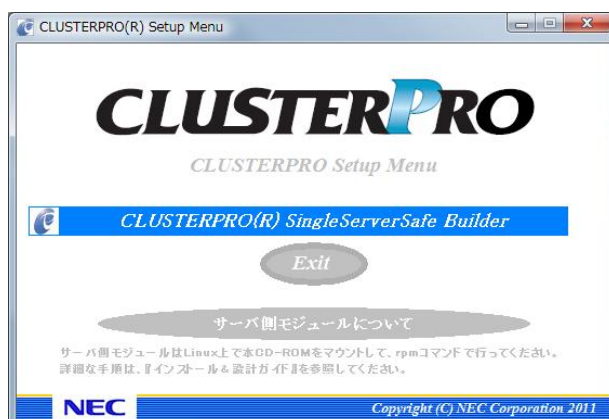 CLUSTERPRO(R) Setup Menu
CLUSTERPRO
CLUSTERPRO Setup Menu
CLUSTERPRO(R) SingleServerSafe Builder
Exit
サーバ側モジュールについて
サーバ側モジュールはLinux上で本CD-ROMをマウントして、rpmコマンドで行ってください。
詳細な手順は、『インストール＆設計ガイド』を参照してください。
NEC
Copyright (C) NEC Corporation 2011